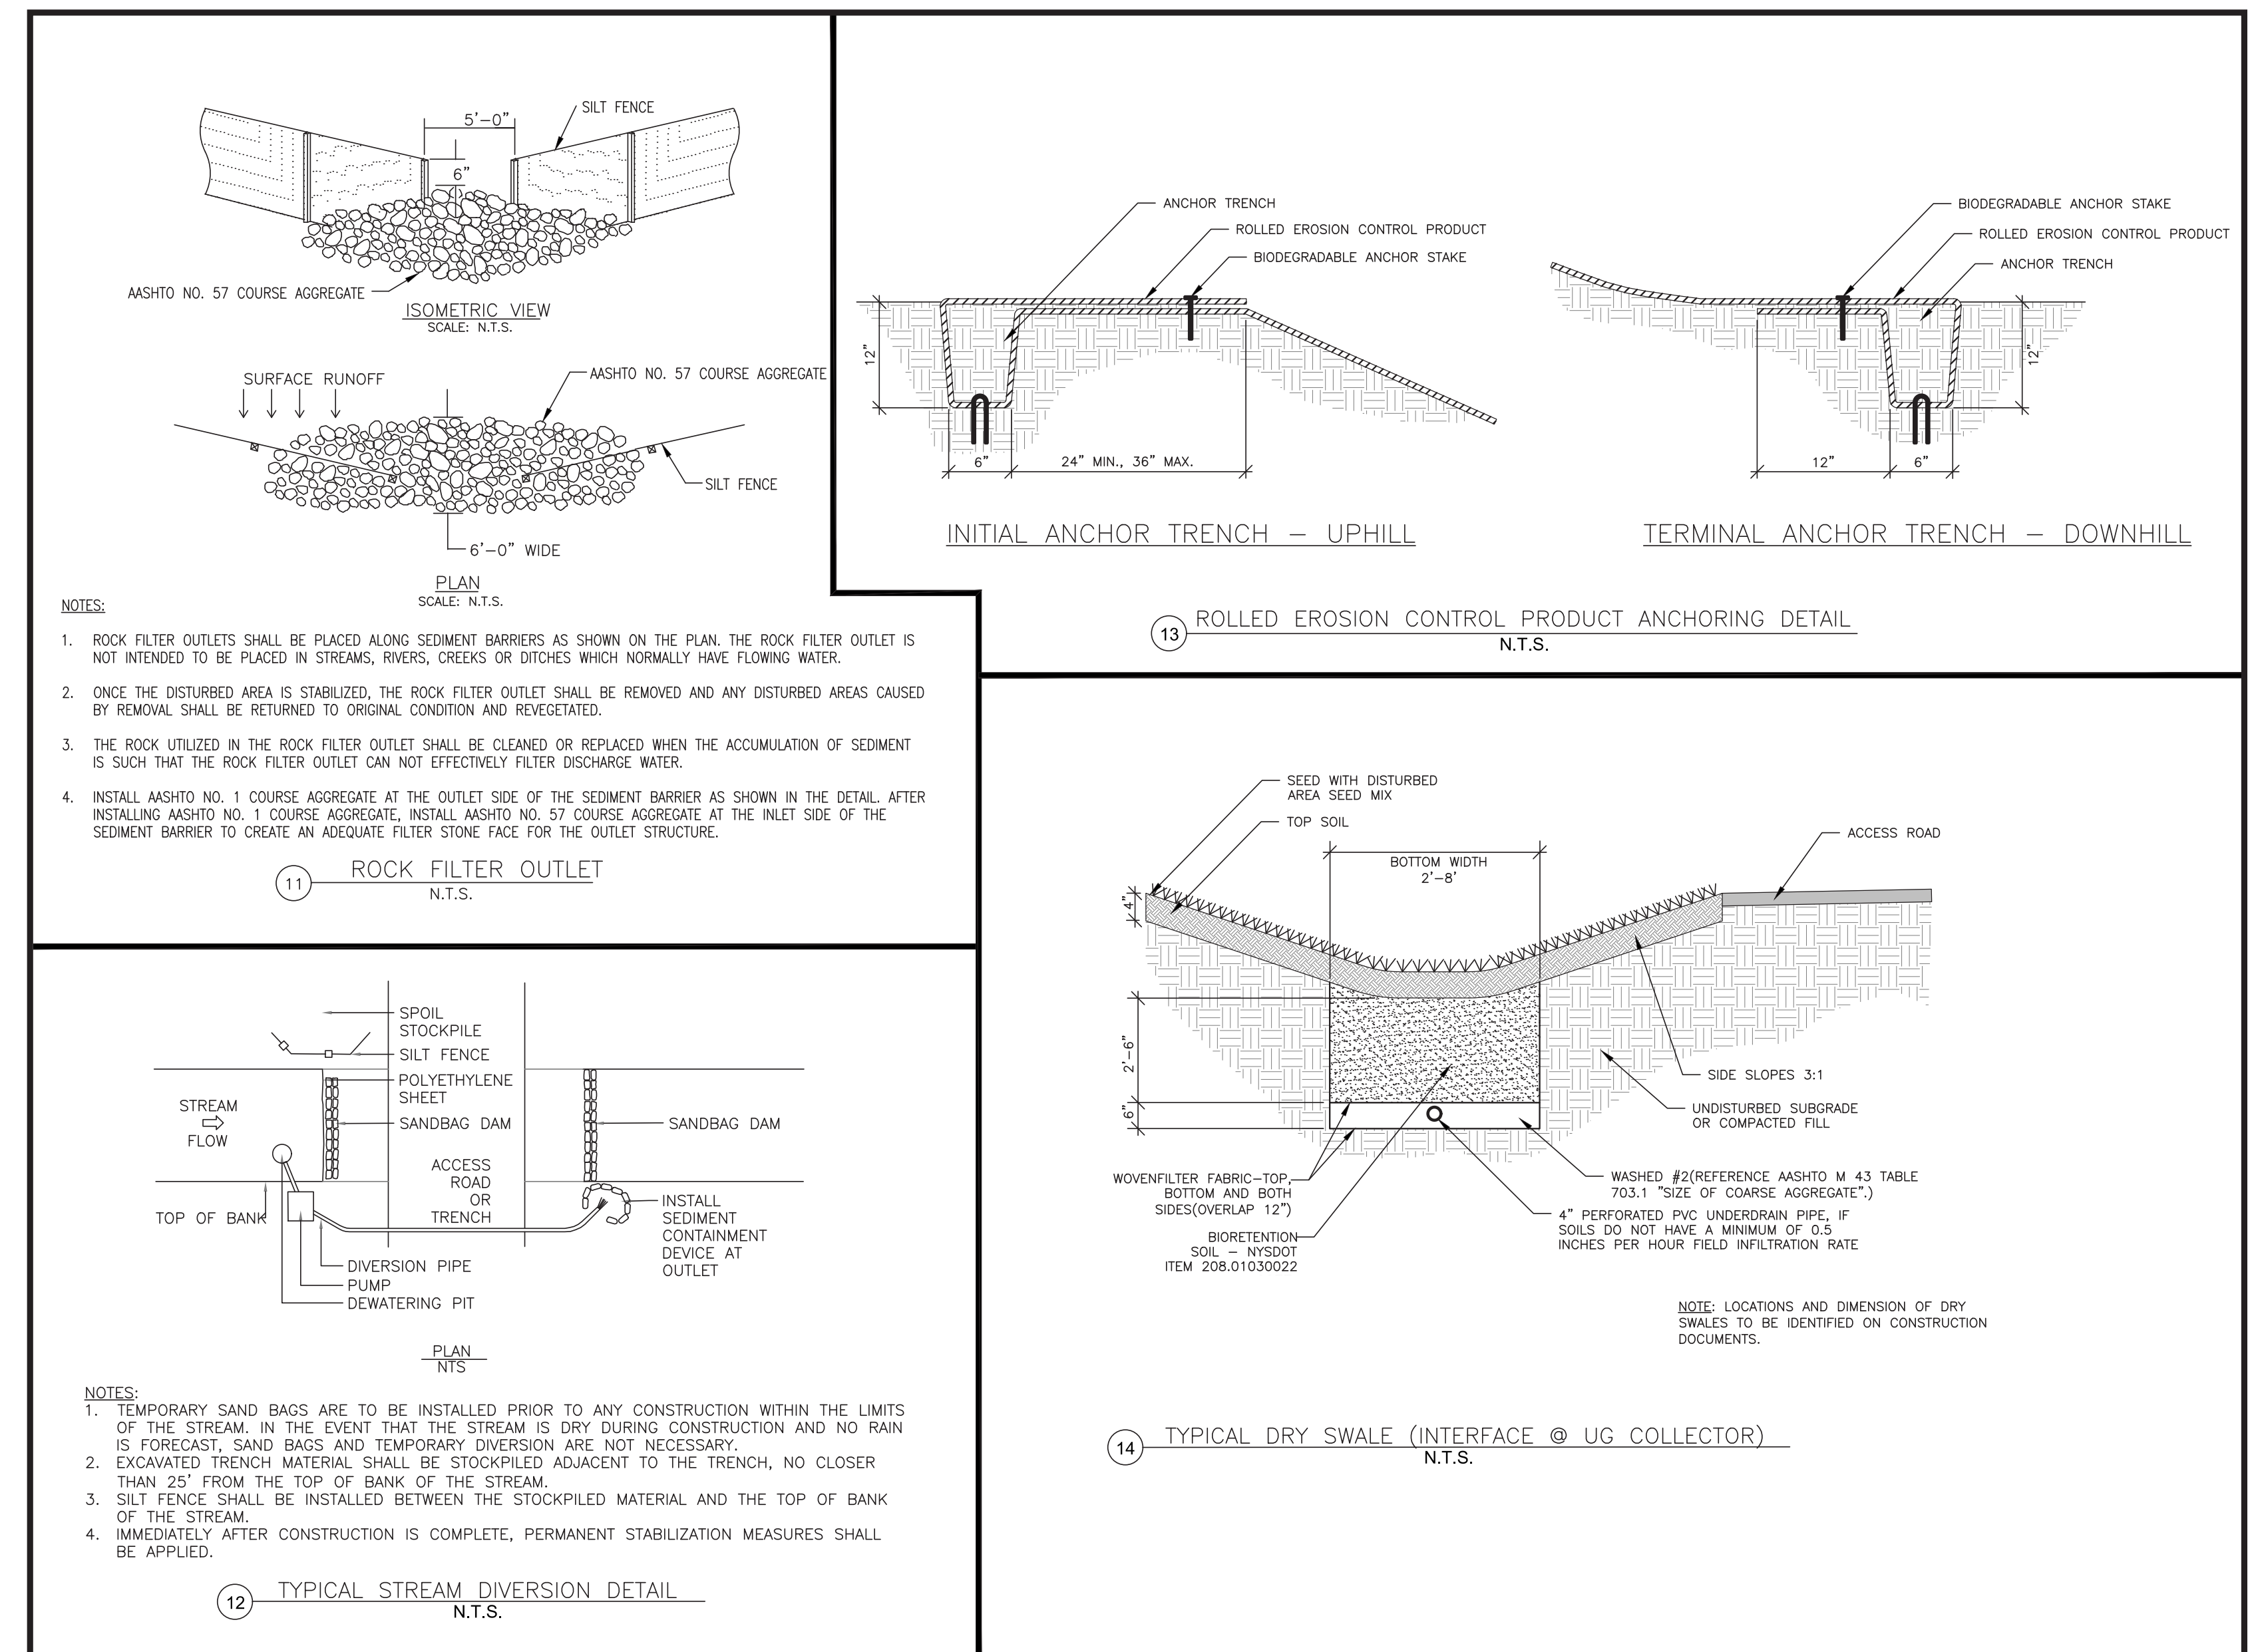 5'-0"
SILT FENCE
6"
AASHTO NO. 57 COURSE AGGREGATE
ISOMETRIC VIEW
SCALE: N.T.S.
SURFACE RUNOFF
AASHTO NO. 57 COURSE AGGREGATE
SILT FENCE
6'-0" WIDE
PLAN
SCALE: N.T.S.
NOTES:
1. ROCK FILTER OUTLETS SHALL BE PLACED ALONG SEDIMENT BARRIERS AS SHOWN ON THE PLAN. THE ROCK FILTER OUTLET IS
NOT INTENDED TO BE PLACED IN STREAMS, RIVERS, CREEKS OR DITCHES WHICH NORMALLY HAVE FLOWING WATER.
2. ONCE THE DISTURBED AREA IS STABILIZED, THE ROCK FILTER OUTLET SHALL BE REMOVED AND ANY DISTURBED AREAS CAUSED
BY REMOVAL SHALL BE RETURNED TO ORIGINAL CONDITION AND REVEGETATED.
3. THE ROCK UTILIZED IN THE ROCK FILTER OUTLET SHALL BE CLEANED OR REPLACED WHEN THE ACCUMULATION OF SEDIMENT
IS SUCH THAT THE ROCK FILTER OUTLET CAN NOT EFFECTIVELY FILTER DISCHARGE WATER.
4. INSTALL AASHTO NO. 1 COURSE AGGREGATE AT THE OUTLET SIDE OF THE SEDIMENT BARRIER AS SHOWN IN THE DETAIL. AFTER
INSTALLING AASHTO NO. 1 COURSE AGGREGATE, INSTALL AASHTO NO. 57 COURSE AGGREGATE AT THE INLET SIDE OF THE
SEDIMENT BARRIER TO CREATE AN ADEQUATE FILTER STONE FACE FOR THE OUTLET STRUCTURE.
11 ROCK FILTER OUTLET
N.T.S.
SPOIL
STOCKPILE
SILT FENCE
POLYETHYLENE
SHEET
STREAM
FLOW
SANDBAG DAM
SANDBAG DAM
ACCESS
ROAD
OR
TRENCH
TOP OF BANK
INSTALL
SEDIMENT
CONTAINMENT
DEVICE AT
OUTLET
DIVERSION PIPE
PUMP
DEWATERING PIT
PLAN
NTS
NOTES:
1. TEMPORARY SAND BAGS ARE TO BE INSTALLED PRIOR TO ANY CONSTRUCTION WITHIN THE LIMITS
OF THE STREAM. IN THE EVENT THAT THE STREAM IS DRY DURING CONSTRUCTION AND NO RAIN
IS FORECAST, SAND BAGS AND TEMPORARY DIVERSION ARE NOT NECESSARY.
2. EXCAVATED TRENCH MATERIAL SHALL BE STOCKPILED ADJACENT TO THE TRENCH, NO CLOSER
THAN 25' FROM THE TOP OF BANK OF THE STREAM.
3. SILT FENCE SHALL BE INSTALLED BETWEEN THE STOCKPILED MATERIAL AND THE TOP OF BANK
OF THE STREAM.
4. IMMEDIATELY AFTER CONSTRUCTION IS COMPLETE, PERMANENT STABILIZATION MEASURES SHALL
BE APPLIED.
12 TYPICAL STREAM DIVERSION DETAIL
N.T.S.
ANCHOR TRENCH
ROLLED EROSION CONTROL PRODUCT
BIODEGRADABLE ANCHOR STAKE
12"
6"
24" MIN., 36" MAX.
INITIAL ANCHOR TRENCH – UPHILL
BIODEGRADABLE ANCHOR STAKE
ROLLED EROSION CONTROL PRODUCT
ANCHOR TRENCH
12"
12"
6"
TERMINAL ANCHOR TRENCH – DOWNHILL
13 ROLLED EROSION CONTROL PRODUCT ANCHORING DETAIL
N.T.S.
SEED WITH DISTURBED
AREA SEED MIX
TOP SOIL
BOTTOM WIDTH
2'-8'
ACCESS ROAD
4"
2'-6"
6"
SIDE SLOPES 3:1
UNDISTURBED SUBGRADE
OR COMPACTED FILL
WOVENFILTER FABRIC-TOP,
BOTTOM AND BOTH
SIDES(OVERLAP 12")
WASHED #2(REFERENCE AASHTO M 43 TABLE
703.1 "SIZE OF COARSE AGGREGATE".)
4" PERFORATED PVC UNDERDRAIN PIPE, IF
SOILS DO NOT HAVE A MINIMUM OF 0.5
INCHES PER HOUR FIELD INFILTRATION RATE
BIORETENTION
SOIL – NYSDOT
ITEM 208.01030022
NOTE: LOCATIONS AND DIMENSION OF DRY
SWALES TO BE IDENTIFIED ON CONSTRUCTION
DOCUMENTS.
14 TYPICAL DRY SWALE (INTERFACE @ UG COLLECTOR)
N.T.S.